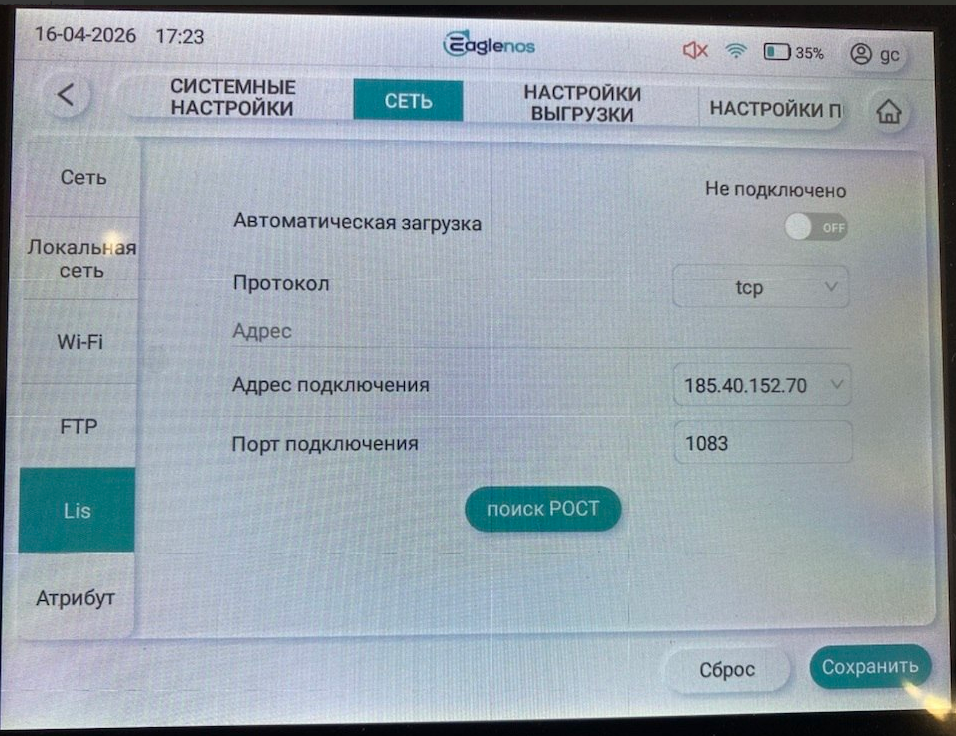 16-04-2026 17:23
Eaglenos
35%
gc
СИСТЕМНЫЕ
НАСТРОЙКИ
СЕТЬ
НАСТРОЙКИ
ВЫГРУЗКИ
НАСТРОЙКИ П
Сеть
Локальная
сеть
Wi-Fi
FTP
Lis
Атрибут
Не подключено
Автоматическая загрузка
OFF
Протокол
tcp
Адрес
Адрес подключения
185.40.152.70
Порт подключения
1083
поиск РОСТ
Сброс
Сохранить